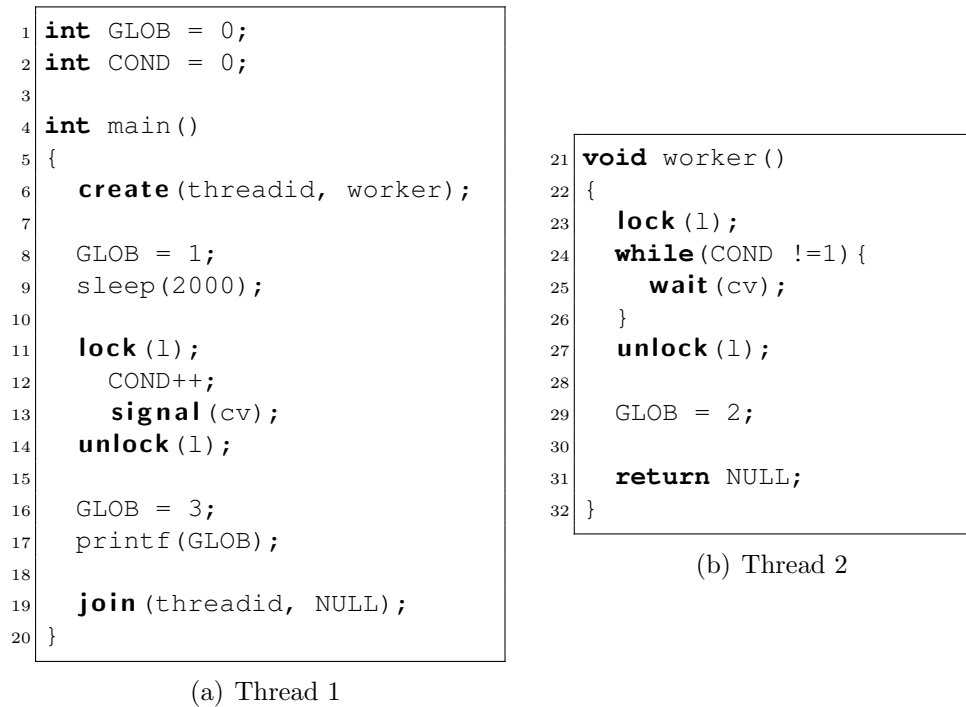 1 int GLOB = 0;
2 int COND = 0;
3
4 int main()
5 {
6   create(threadid, worker);
7
8   GLOB = 1;
9   sleep(2000);
10
11   lock(l);
12     COND++;
13     signal(cv);
14   unlock(l);
15
16   GLOB = 3;
17   printf(GLOB);
18
19   join(threadid, NULL);
20 }
(a) Thread 1
21 void worker()
22 {
23   lock(l);
24   while(COND !=1){
25     wait(cv);
26   }
27   unlock(l);
28
29   GLOB = 2;
30
31   return NULL;
32 }
(b) Thread 2